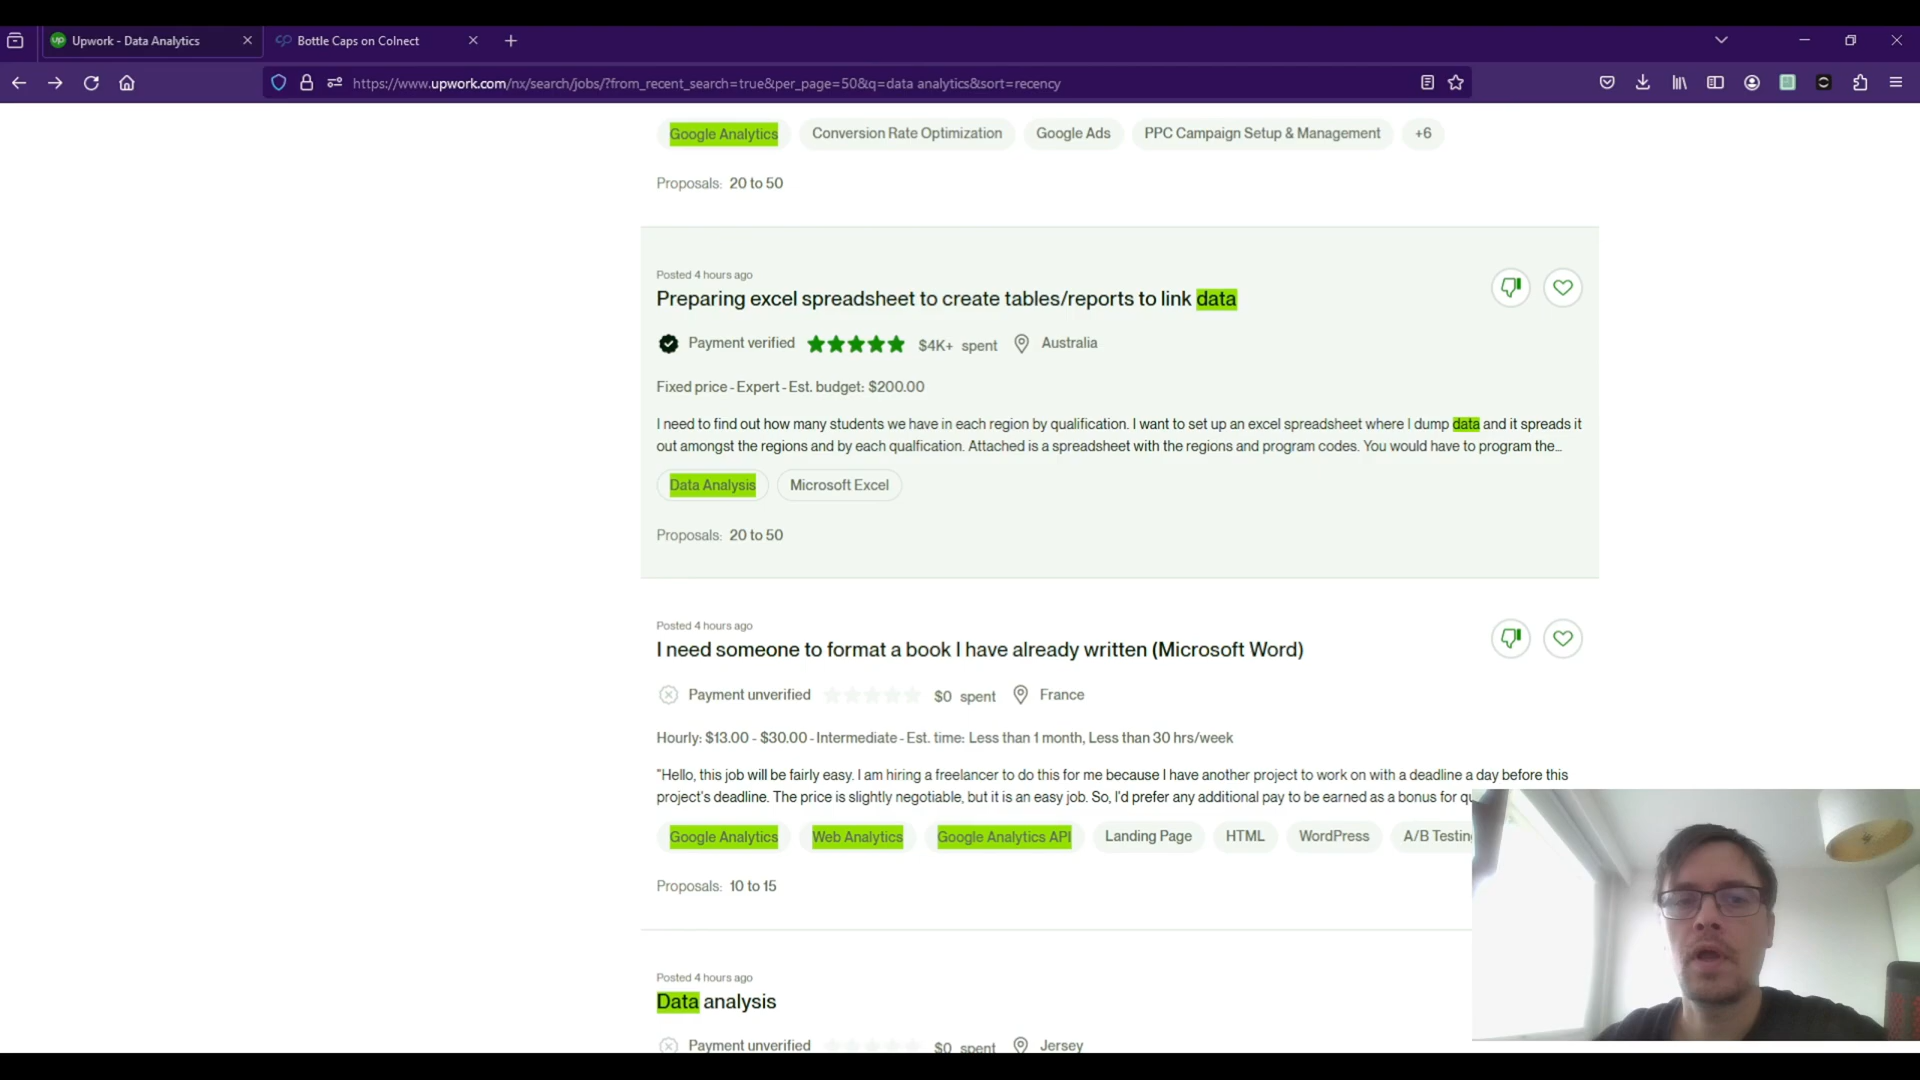 Upwork - Data Analytics
Bottle Caps on Colnect
https://www.upwork.com/nx/search/jobs/?from_recent_search=true&per_page=50&q=data analytics&sort=recency
Google Analytics Conversion Rate Optimization Google Ads PPC Campaign Setup & Management +6
Proposals: 20 to 50
Posted 4 hours ago
Preparing excel spreadsheet to create tables/reports to link data
Payment verified $4K+ spent Australia
Fixed price - Expert - Est. budget: $200.00
I need to find out how many students we have in each region by qualification. I want to set up an excel spreadsheet where I dump data and it spreads it
out amongst the regions and by each qualfication. Attached is a spreadsheet with the regions and program codes. You would have to program the...
Data Analysis Microsoft Excel
Proposals: 20 to 50
Posted 4 hours ago
I need someone to format a book I have already written (Microsoft Word)
Payment unverified $0 spent France
Hourly: $13.00 - $30.00 - Intermediate - Est. time: Less than 1 month, Less than 30 hrs/week
"Hello, this job will be fairly easy. I am hiring a freelancer to do this for me because I have another project to work on with a deadline a day before this
project's deadline. The price is slightly negotiable, but it is an easy job. So, I'd prefer any additional pay to be earned as a bonus for qu
Google Analytics Web Analytics Google Analytics API Landing Page HTML WordPress A/B Testing
Proposals: 10 to 15
Posted 4 hours ago
Data analysis
Payment unverified $0 spent Jersey